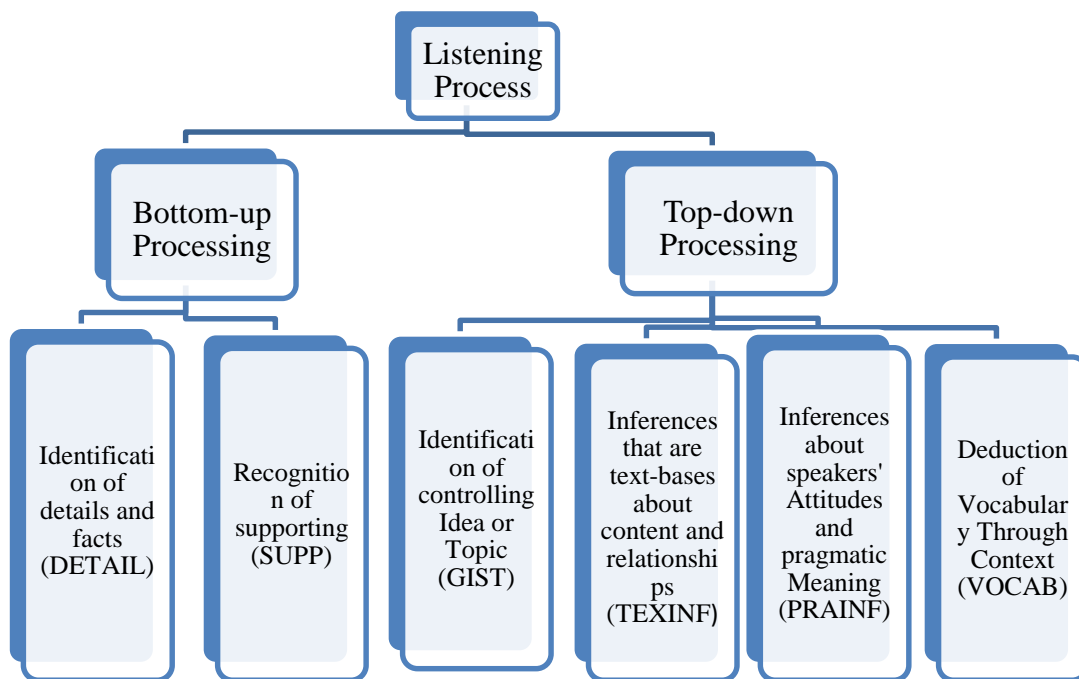 Listening
Process
Bottom-up
Processing
Top-down
Processing
Identificati
on of
details and
facts
(DETAIL)
Recognitio
n of
supporting
(SUPP)
Identificati
on of
controlling
Idea or
Topic
(GIST)
Inferences
that are
text-bases
about
content and
relationshi
ps
(TEXINF)
Inferences
about
speakers'
Attitudes
and
pragmatic
Meaning
(PRAINF)
Deduction
of
Vocabular
y Through
Context
(VOCAB)